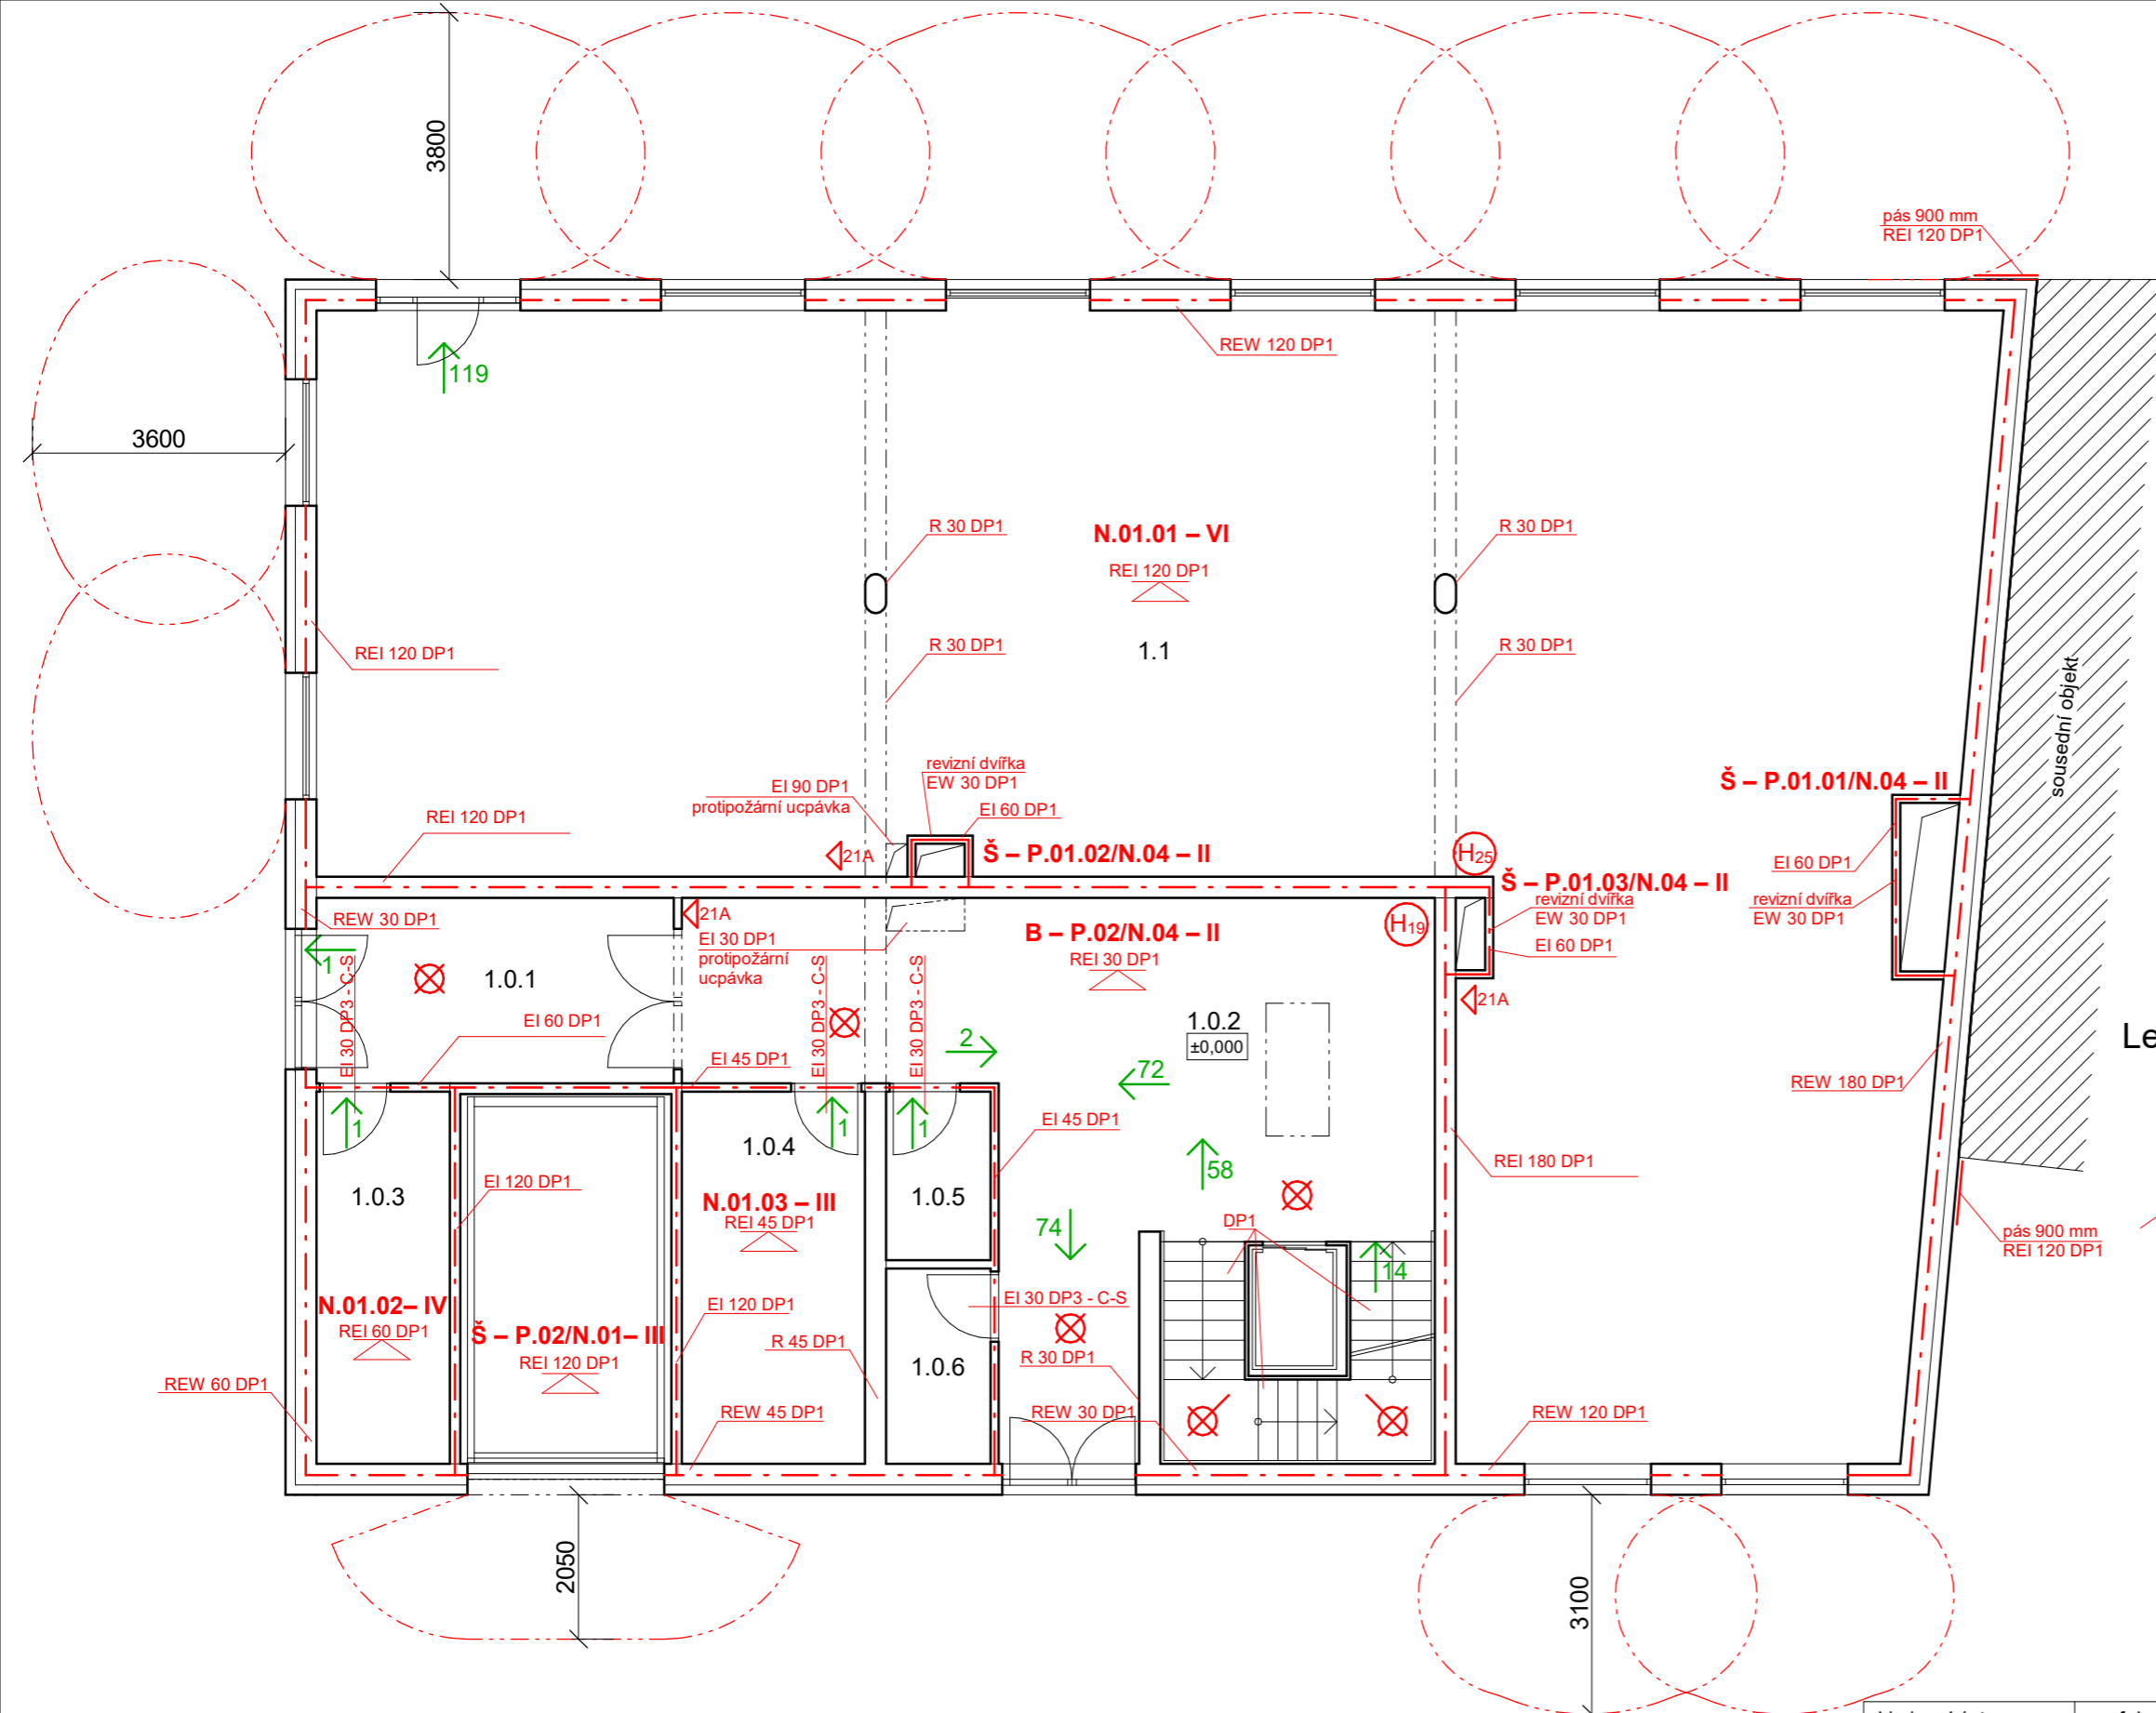 3800
pás 900 mm
REI 120 DP1
REW 120 DP1
119
3600
R 30 DP1
N.01.01 – VI
R 30 DP1
REI 120 DP1
REI 120 DP1
R 30 DP1
1.1
R 30 DP1
sousední objekt
revizní dvířka
EW 30 DP1
EI 90 DP1
protipožární ucpávka
EI 60 DP1
Š – P.01.01/N.04 – II
REI 120 DP1
21A
Š – P.01.02/N.04 – II
H25
EI 60 DP1
Š – P.01.03/N.04 – II
revizní dvířka
EW 30 DP1
revizní dvířka
EW 30 DP1
REW 30 DP1
21A
EI 30 DP1
protipožární
ucpávka
B – P.02/N.04 – II
REI 30 DP1
H19
EI 60 DP1
1
EI 30 DP3 - C-S
1.0.1
EI 30 DP3 - C-S
EI 30 DP3 - C-S
21A
EI 60 DP1
1.0.2
±0,000
2
72
EI 45 DP1
Le
REW 180 DP1
1
1
1
1.0.4
EI 45 DP1
58
REI 180 DP1
1.0.3
EI 120 DP1
N.01.03 – III
REI 45 DP1
1.0.5
74
DP1
pás 900 mm
REI 120 DP1
14
N.01.02– IV
REI 60 DP1
Š – P.02/N.01– III
REI 120 DP1
EI 120 DP1
EI 30 DP3 - C-S
R 45 DP1
1.0.6
R 30 DP1
REW 60 DP1
REW 45 DP1
REW 30 DP1
REW 120 DP1
2050
3100